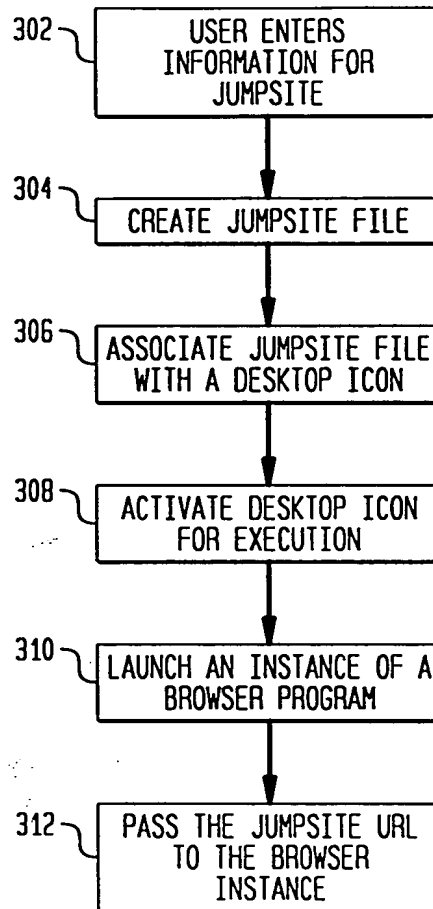 302
USER ENTERS
INFORMATION FOR
JUMPSITE
304
CREATE JUMPSITE FILE
306
ASSOCIATE JUMPSITE FILE
WITH A DESKTOP ICON
308
ACTIVATE DESKTOP ICON
FOR EXECUTION
310
LAUNCH AN INSTANCE OF A
BROWSER PROGRAM
312
PASS THE JUMPSITE URL
TO THE BROWSER
INSTANCE